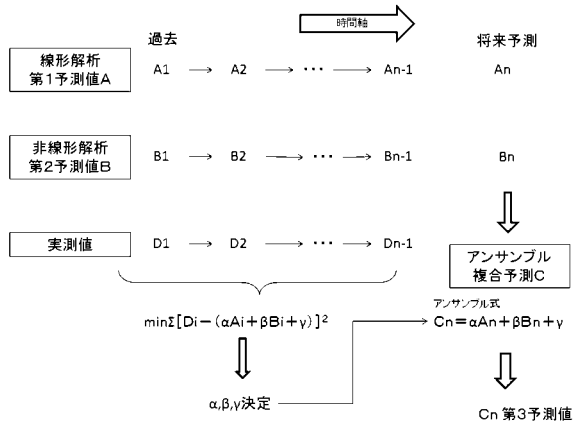 時間軸
過去
将来予測
線形解析
第1予測値A
A1 → A2 → ・・・ → An-1
An
非線形解析
第2予測値B
B1 → B2 → ・・・ → Bn-1
Bn
実測値
D1 → D2 → ・・・ → Dn-1
アンサンブル
複合予測C
アンサンブル式
minΣ[Di-(αAi+βBi+γ)]²
Cn=αAn+βBn+γ
α,β,γ決定
Cn 第3予測値